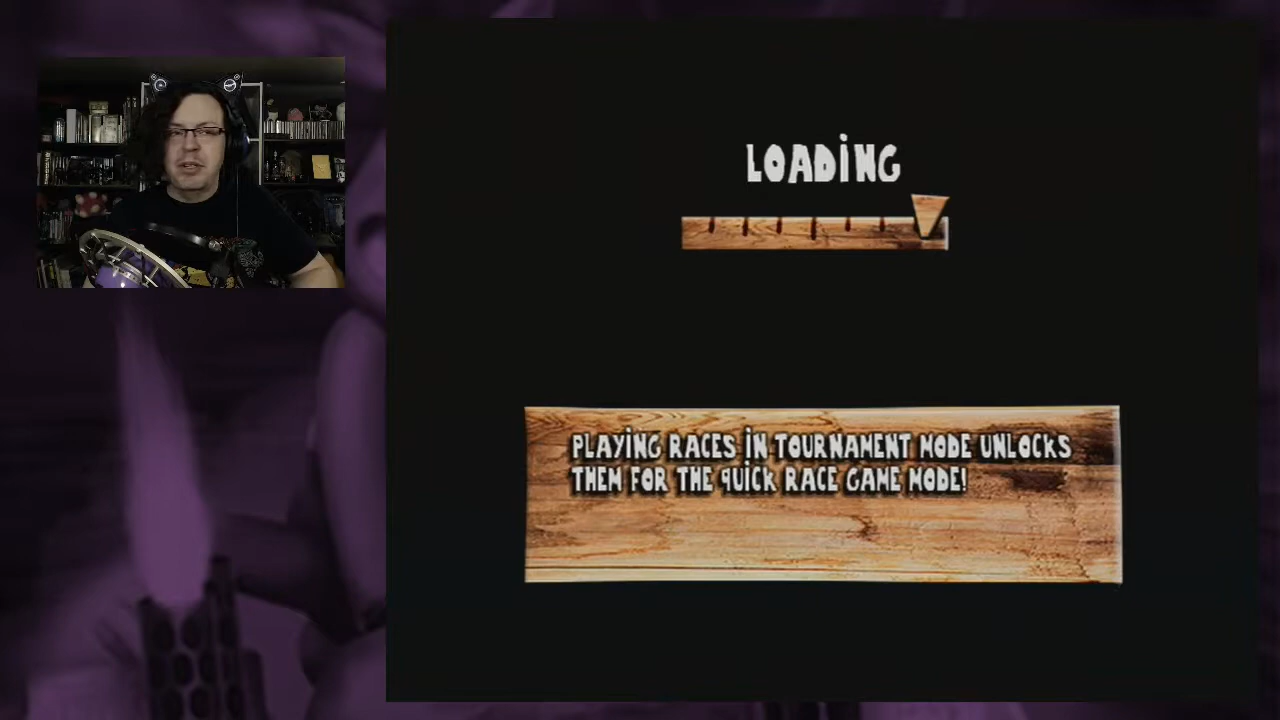 LOADING
PLAYING RACES IN TOURNAMENT MODE UNLOCKS
THEM FOR THE QUICK RACE GAME MODE!